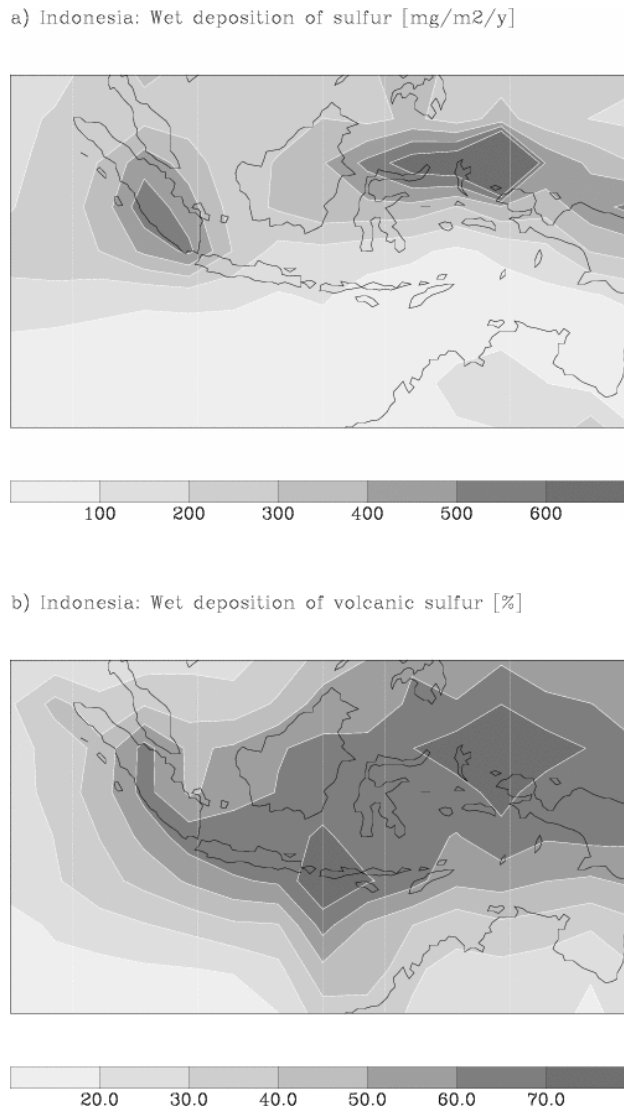 a) Indonesia: Wet deposition of sulfur [mg/m2/y]
100 200 300 400 500 600
b) Indonesia: Wet deposition of volcanic sulfur [%]
20.0 30.0 40.0 50.0 60.0 70.0